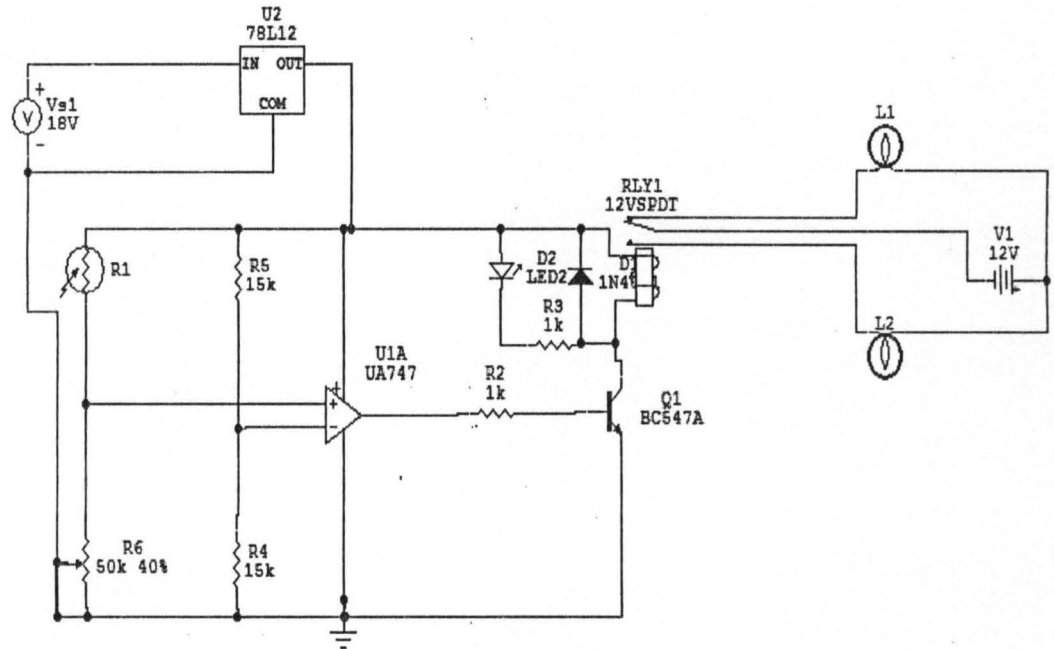 U2
78L12
IN OUT
COM
+
Vs1
18V
-
L1
RLY1
12VSPDT
V1
12V
R1
R5
15k
D2
LED2
1N4
R3
1k
L2
U1A
UA747
+
+
-
R2
1k
Q1
BC547A
R6
50k 40%
R4
15k